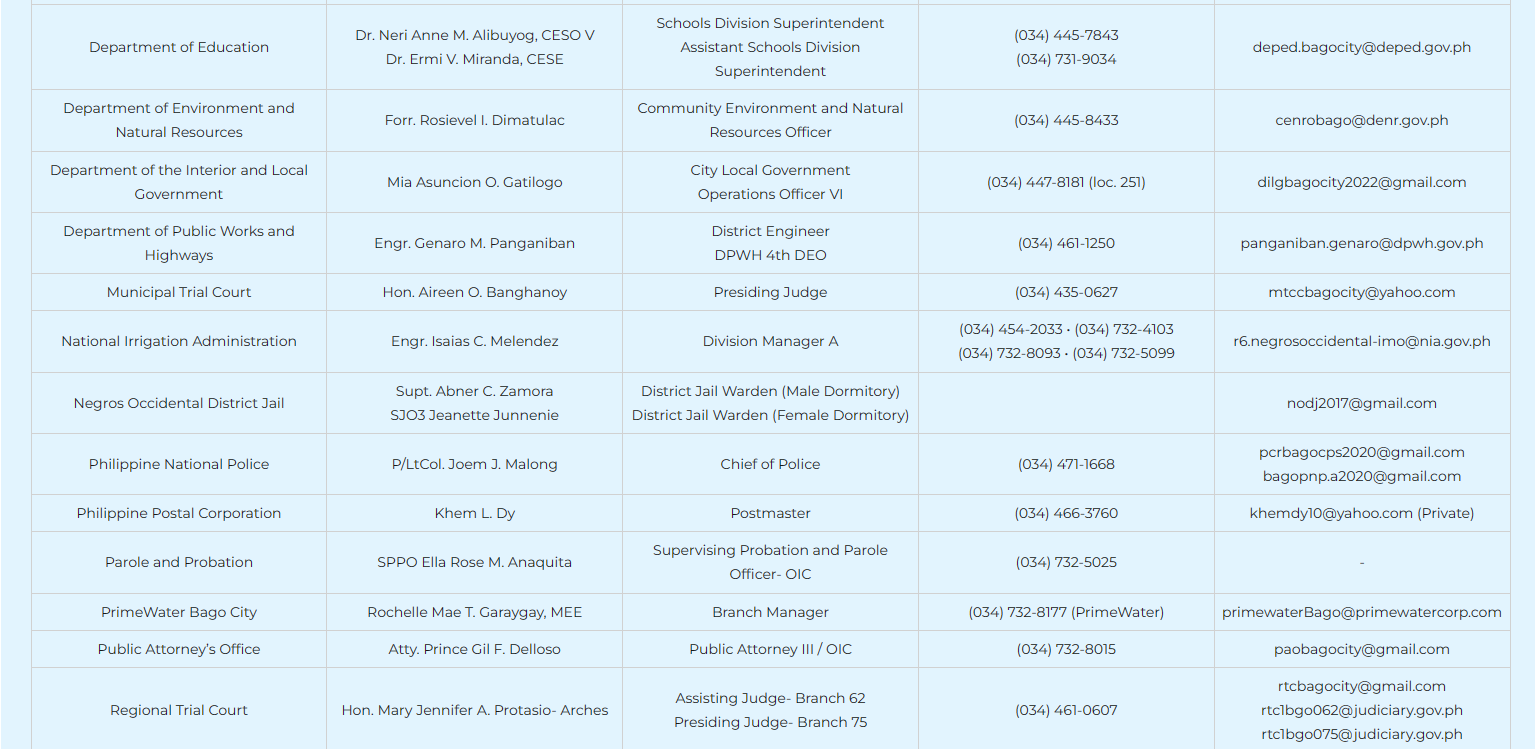 Department of Education
Dr. Neri Anne M. Alibuyog, CESO V
Dr. Ermi V. Miranda, CESE
Schools Division Superintendent
Assistant Schools Division
Superintendent
(034) 445-7843
(034) 731-9034
deped.bagocity@deped.gov.ph
Department of Environment and
Natural Resources
Forr. Rosievel I. Dimatulac
Community Environment and Natural
Resources Officer
(034) 445-8433
cenrobago@denr.gov.ph
Department of the Interior and Local
Government
Mia Asuncion O. Gatilogo
City Local Government
Operations Officer VI
(034) 447-8181 (loc. 251)
dilgbagocity2022@gmail.com
Department of Public Works and
Highways
Engr. Genaro M. Panganiban
District Engineer
DPWH 4th DEO
(034) 461-1250
panganiban.genaro@dpwh.gov.ph
Municipal Trial Court
Hon. Aireen O. Banghanoy
Presiding Judge
(034) 435-0627
mtccbagocity@yahoo.com
National Irrigation Administration
Engr. Isaias C. Melendez
Division Manager A
(034) 454-2033 • (034) 732-4103
(034) 732-8093 • (034) 732-5099
r6.negrosoccidental-imo@nia.gov.ph
Negros Occidental District Jail
Supt. Abner C. Zamora
SJO3 Jeanette Junnenie
District Jail Warden (Male Dormitory)
District Jail Warden (Female Dormitory)
nodj2017@gmail.com
Philippine National Police
P/LtCol. Joem J. Malong
Chief of Police
(034) 471-1668
pcrbagocps2020@gmail.com
bagopnp.a2020@gmail.com
Philippine Postal Corporation
Khem L. Dy
Postmaster
(034) 466-3760
khemdy10@yahoo.com (Private)
Parole and Probation
SPPO Ella Rose M. Anaquita
Supervising Probation and Parole
Officer- OIC
(034) 732-5025
-
PrimeWater Bago City
Rochelle Mae T. Garaygay, MEE
Branch Manager
(034) 732-8177 (PrimeWater)
primewaterBago@primewatercorp.com
Public Attorney’s Office
Atty. Prince Gil F. Delloso
Public Attorney III / OIC
(034) 732-8015
paobagocity@gmail.com
Regional Trial Court
Hon. Mary Jennifer A. Protasio- Arches
Assisting Judge- Branch 62
Presiding Judge- Branch 75
(034) 461-0607
rtcbagocity@gmail.com
rtc1bgo062@judiciary.gov.ph
rtc1bgo075@judiciary.gov.ph